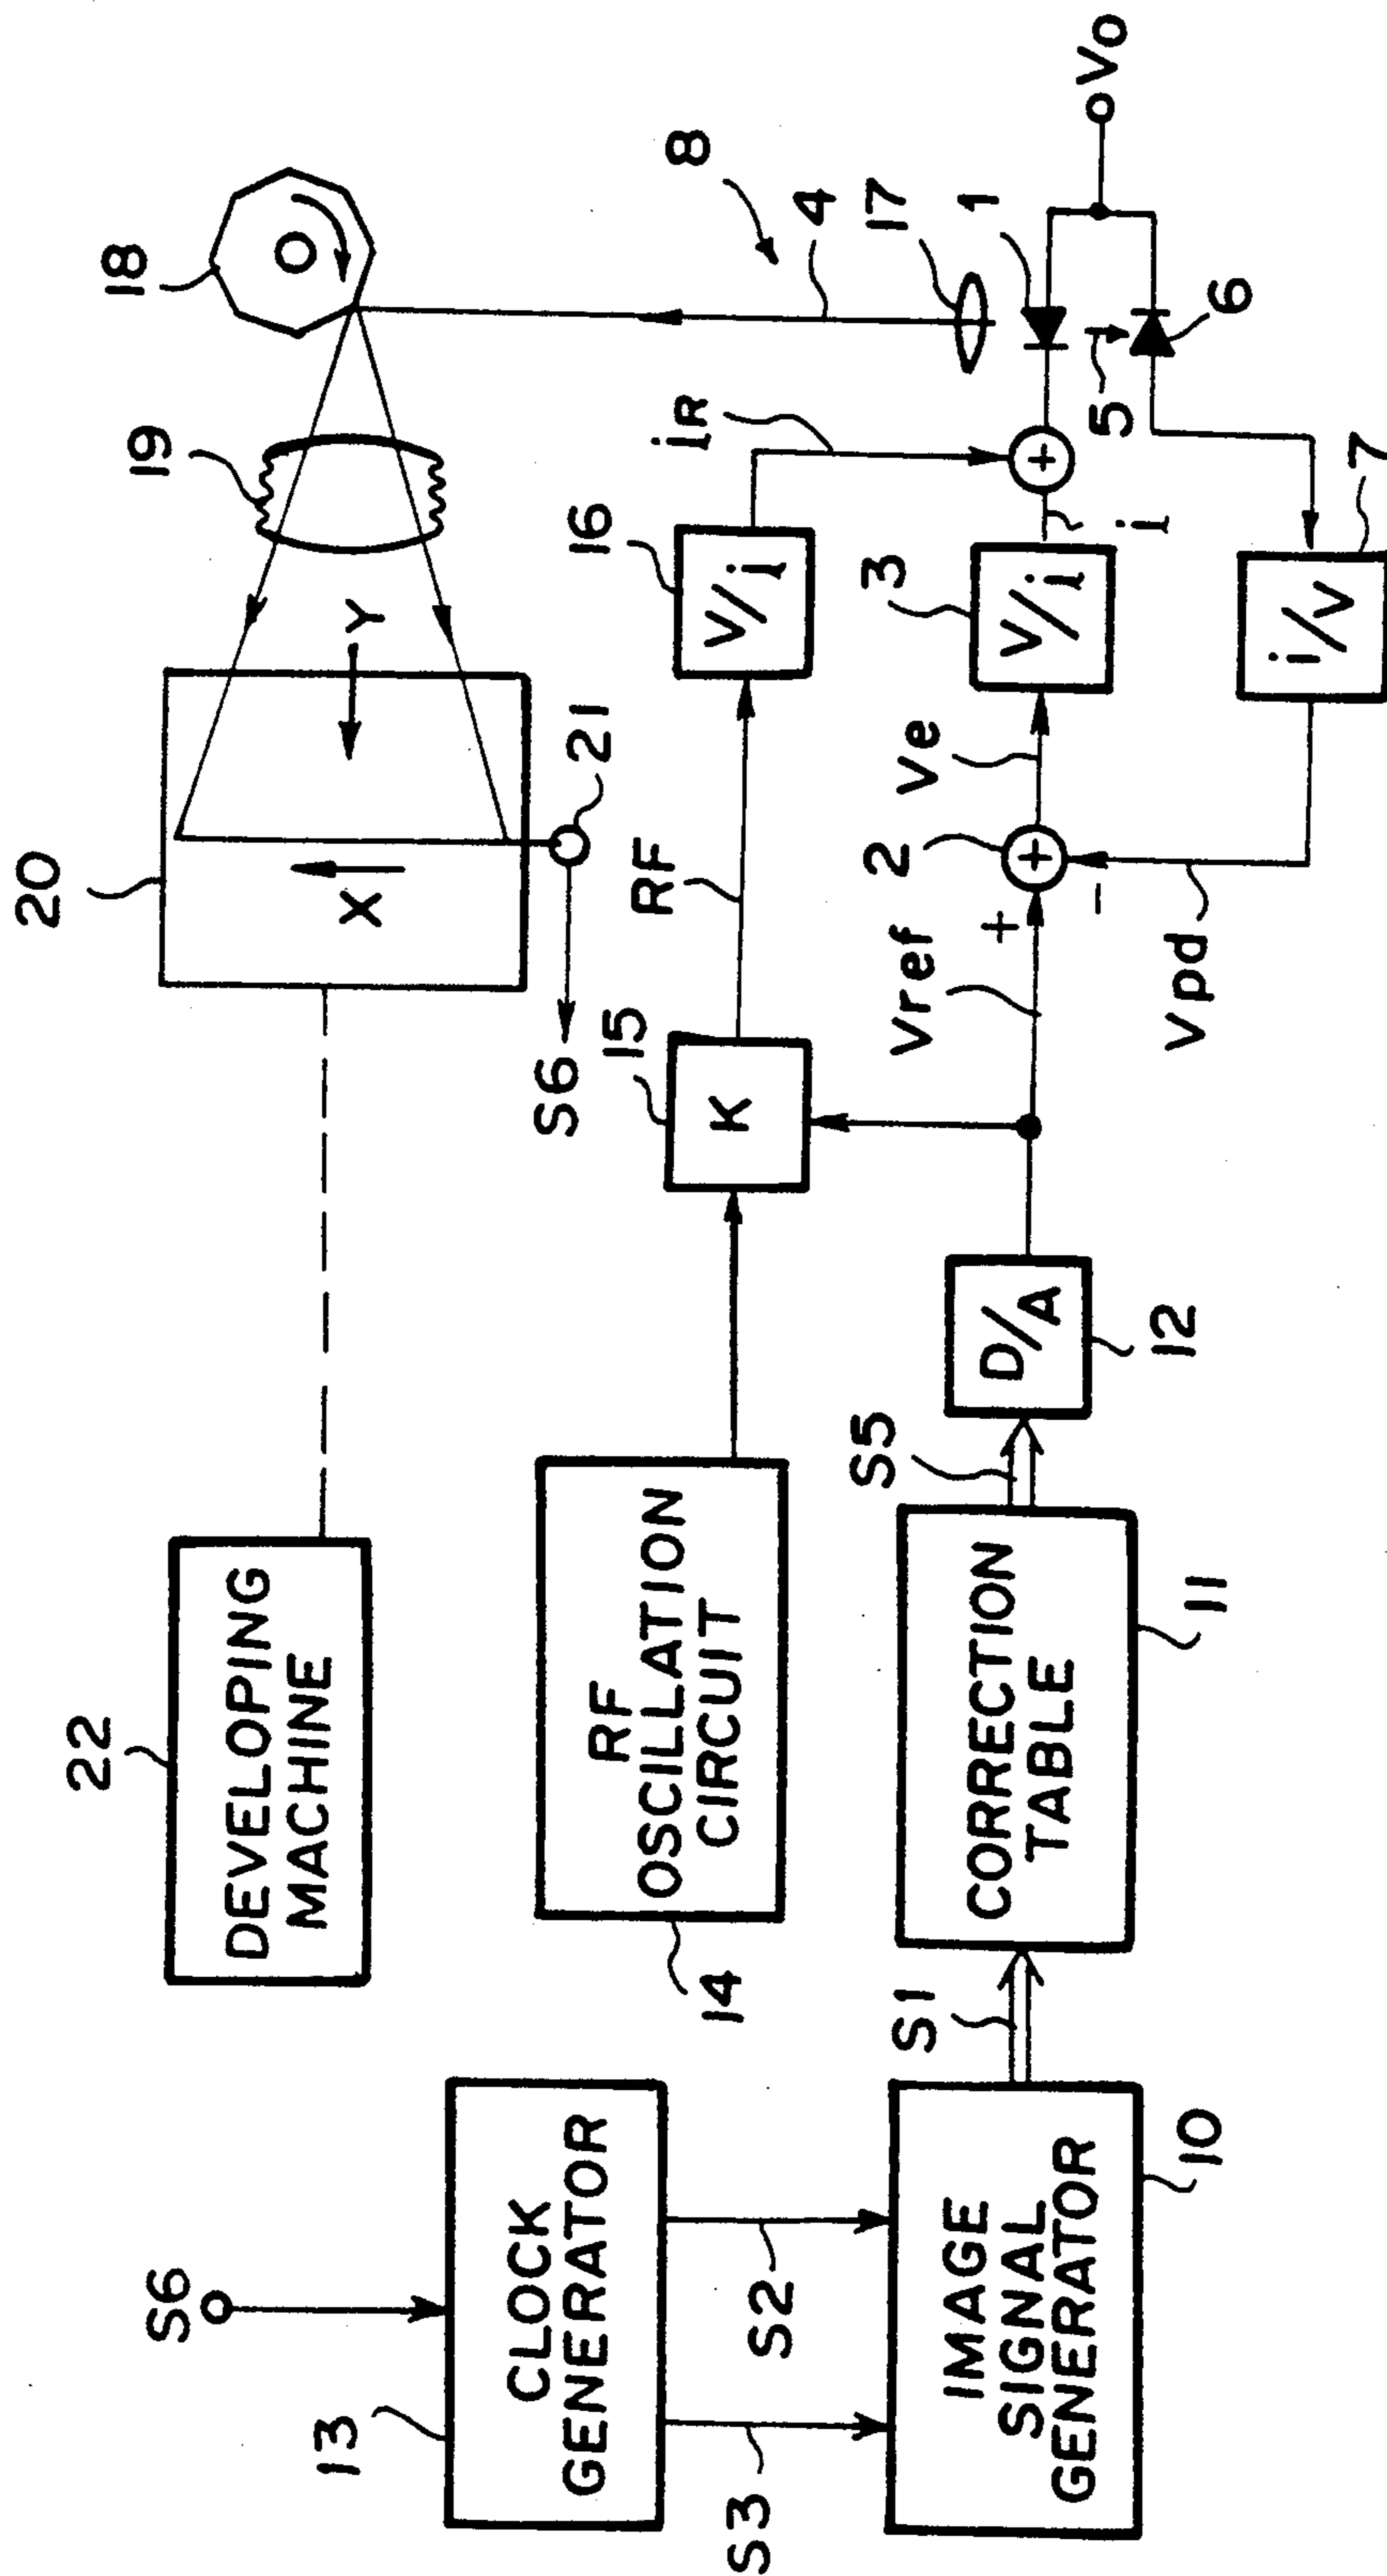 22
DEVELOPING
MACHINE
20
X
Y
19
18
S6
21
S6
13
CLOCK
GENERATOR
S3
S2
14
RF
OSCILLATION
CIRCUIT
15
K
RF
16
V/i
iR
4
8
17
1
IMAGE
SIGNAL
GENERATOR
10
S1
CORRECTION
TABLE
11
S5
D/A
12
Vref
+
-
2
+
Ve
3
V/i
i
+
5
6
Vo
Vpd
i/V
7